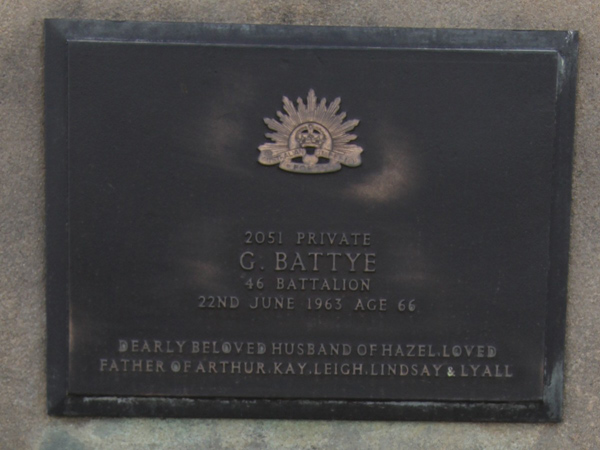 2051 PRIVATE
G. BATTYE
46 BATTALION
22ND JUNE 1963 AGE 66
DEARLY BELOVED HUSBAND OF HAZEL. LOVED
FATHER OF ARTHUR. KAY. LEIGH. LINDSAY & LYALL